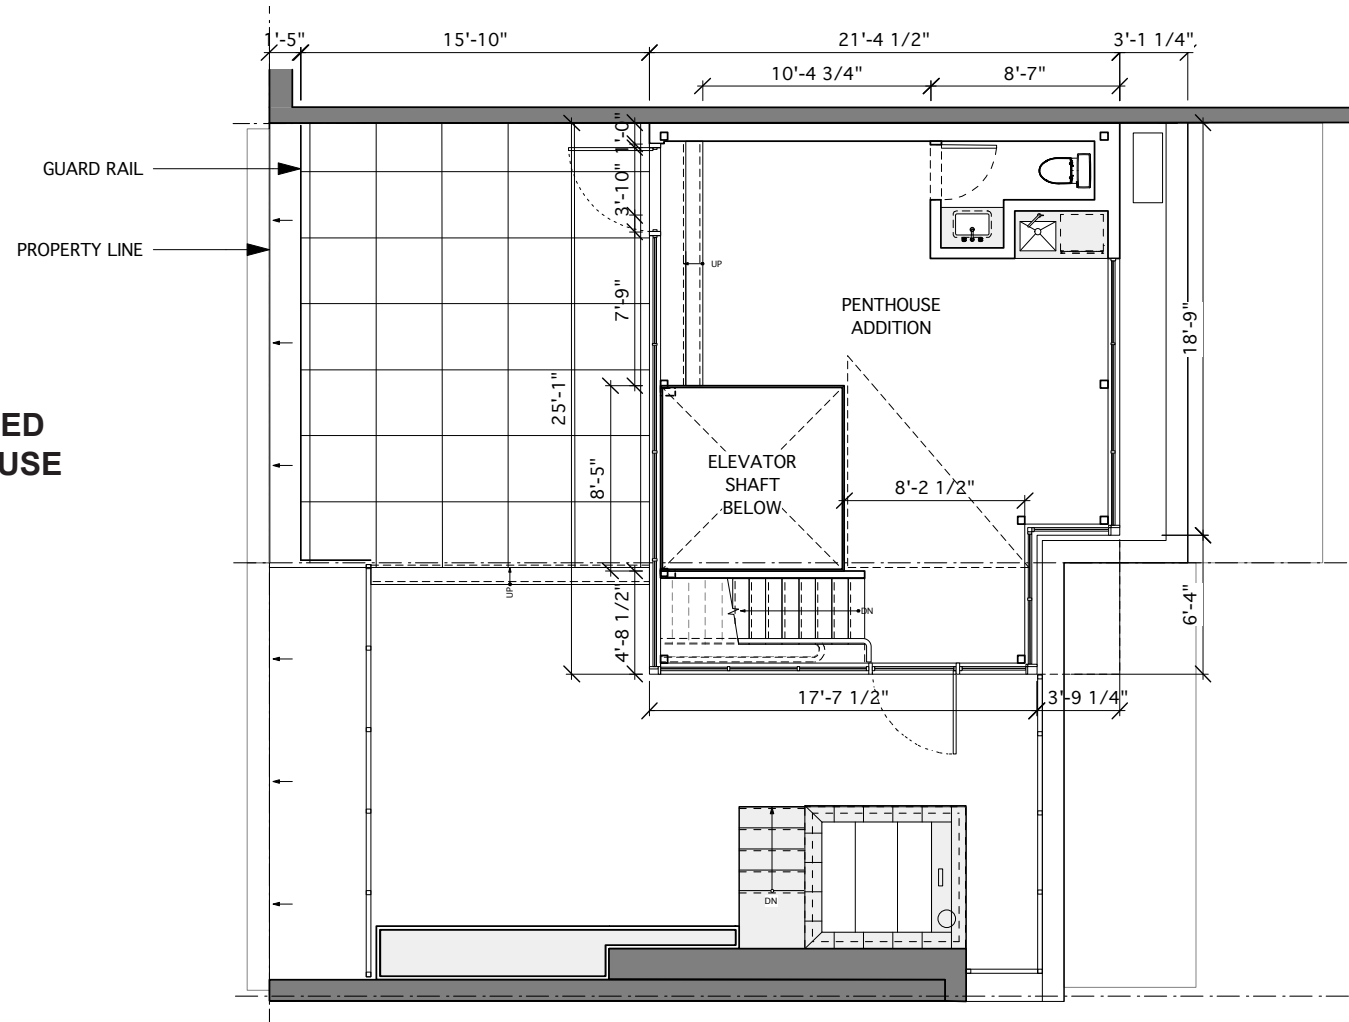 1'-5"
15'-10"
21'-4 1/2"
3'-1 1/4"
10'-4 3/4"
8'-7"
GUARD RAIL
PROPERTY LINE
1'-0"
3'-10"
7'-9"
25'-1"
8'-5"
4'-8 1/2"
UP
PENTHOUSE
ADDITION
18'-9"
ED
USE
ELEVATOR
SHAFT
BELOW
8'-2 1/2"
UP
DN
6'-4"
17'-7 1/2"
3'-9 1/4"
DN